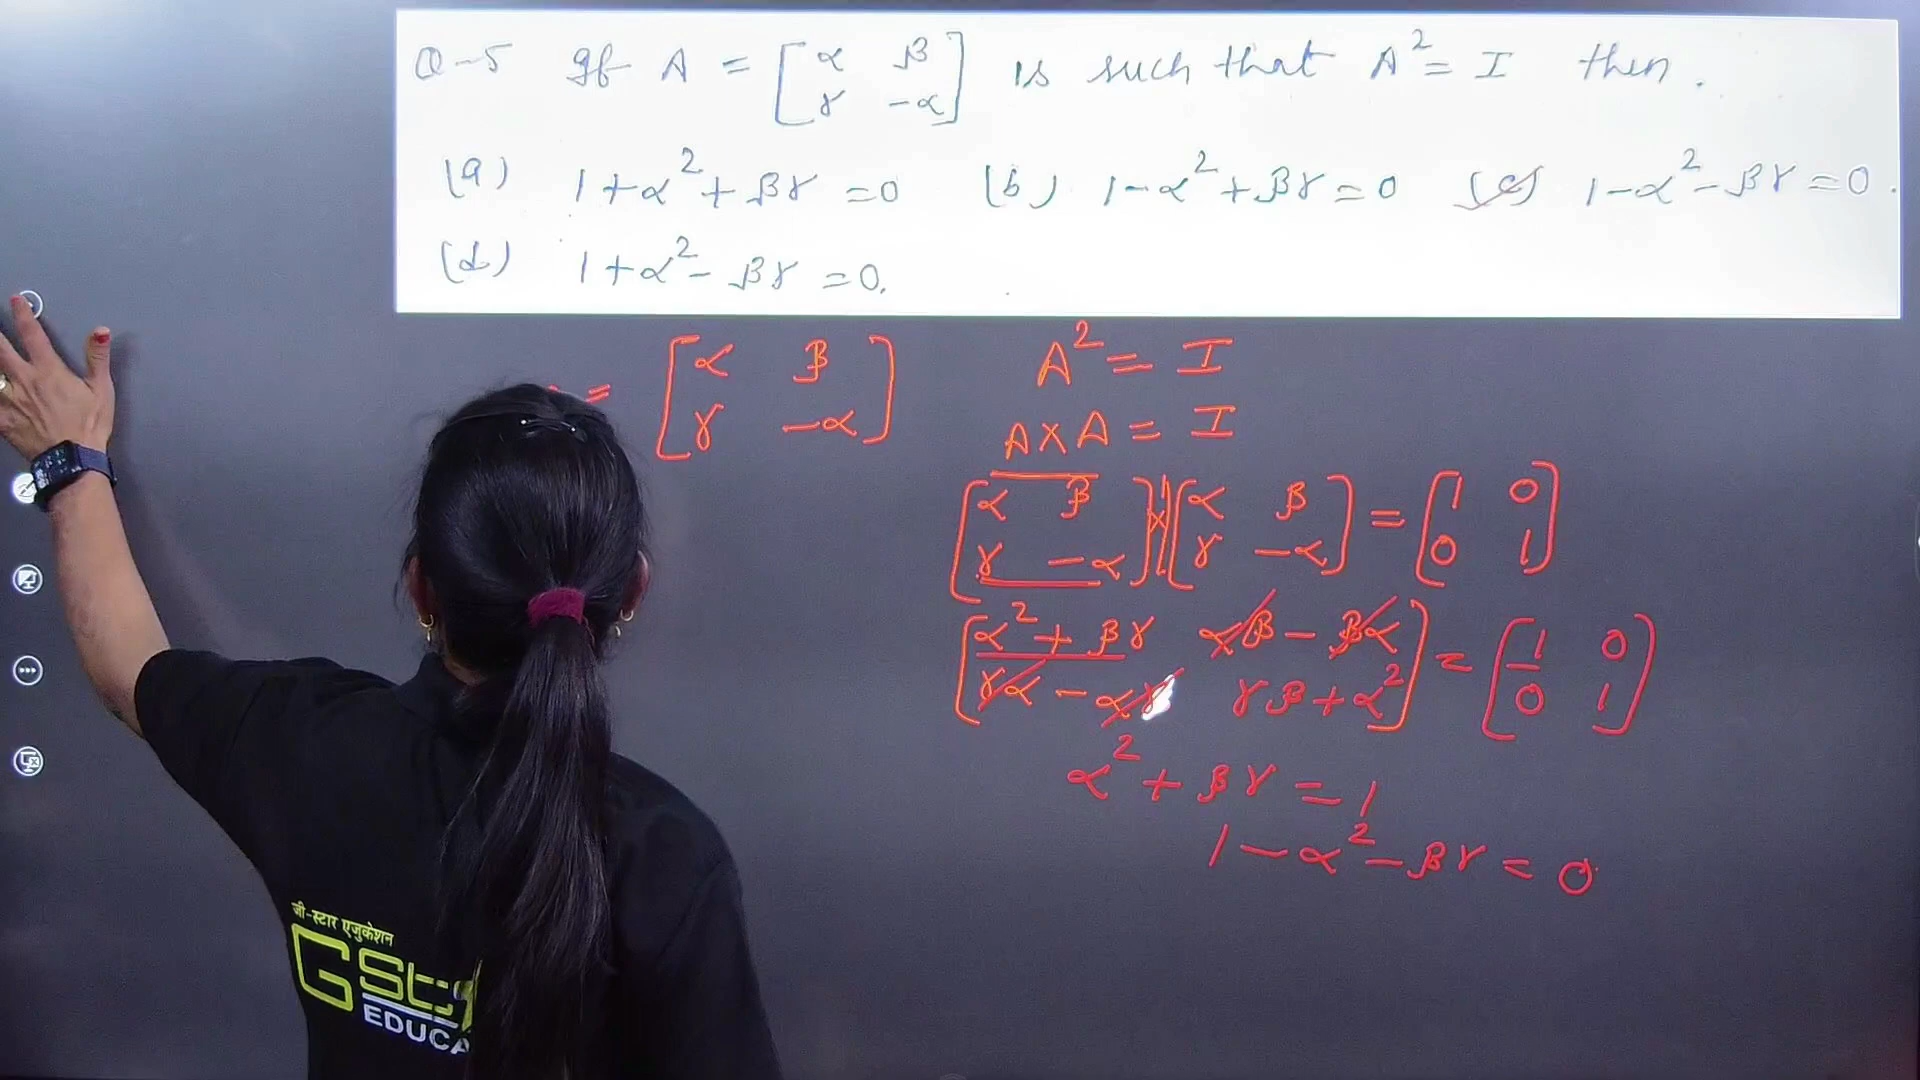 Q-5 If A = [α β γ -α] is such that A² = I then.
(a) 1+α²+βγ=0 (b) 1-α²+βγ=0 (c) 1-α²-βγ=0.
(d) 1+α²-βγ=0.
= [α β γ -α]
A² = I
A×A = I
[α β γ -α] × [α β γ -α] = [1 0 0 1]
[α²+βγ αβ-βα γα-αγ γβ+α²] = [1 0 0 1]
α²+βγ=1
1-α²-βγ=0
जी-स्टार एजुकेशन